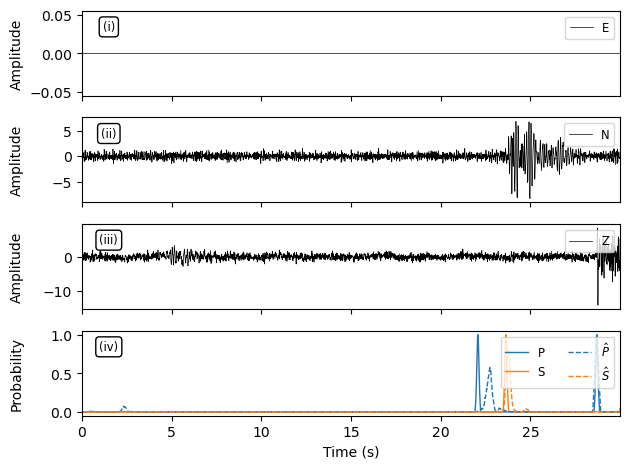 Amplitude
0.05
0.00
−0.05
(i)
E
Amplitude
5
0
−5
(ii)
N
Amplitude
0
−10
(iii)
Z
Probability
1.0
0.5
0.0
(iv)
P
S
P̂
Ŝ
0 5 10 15 20 25
Time (s)